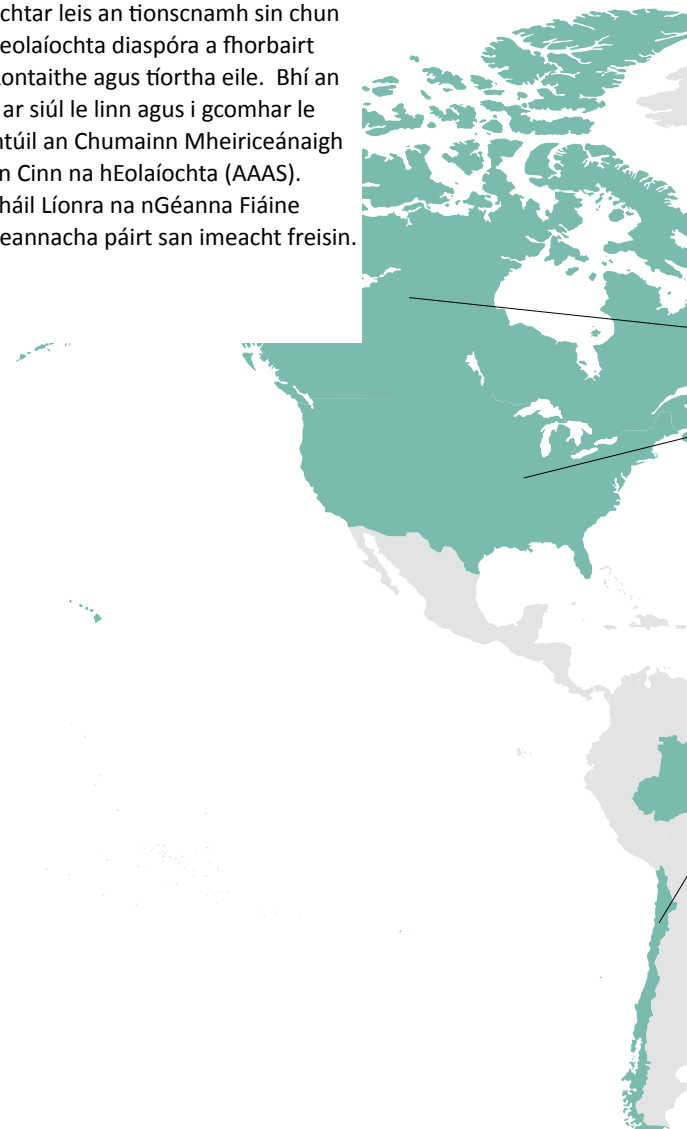 chtar leis an tionscnamh sin chun
eolaíochta diaspóra a fhorbairt
ontaithe agus tíortha eile. Bhí an
ar siúl le linn agus i gcomhar le
ntúil an Chumainn Mheiriceánaigh
n Cinn na hEolaíochta (AAAS).
háil Líonra na nGéanna Fiáine
eannacha páirt san imeacht freisin.